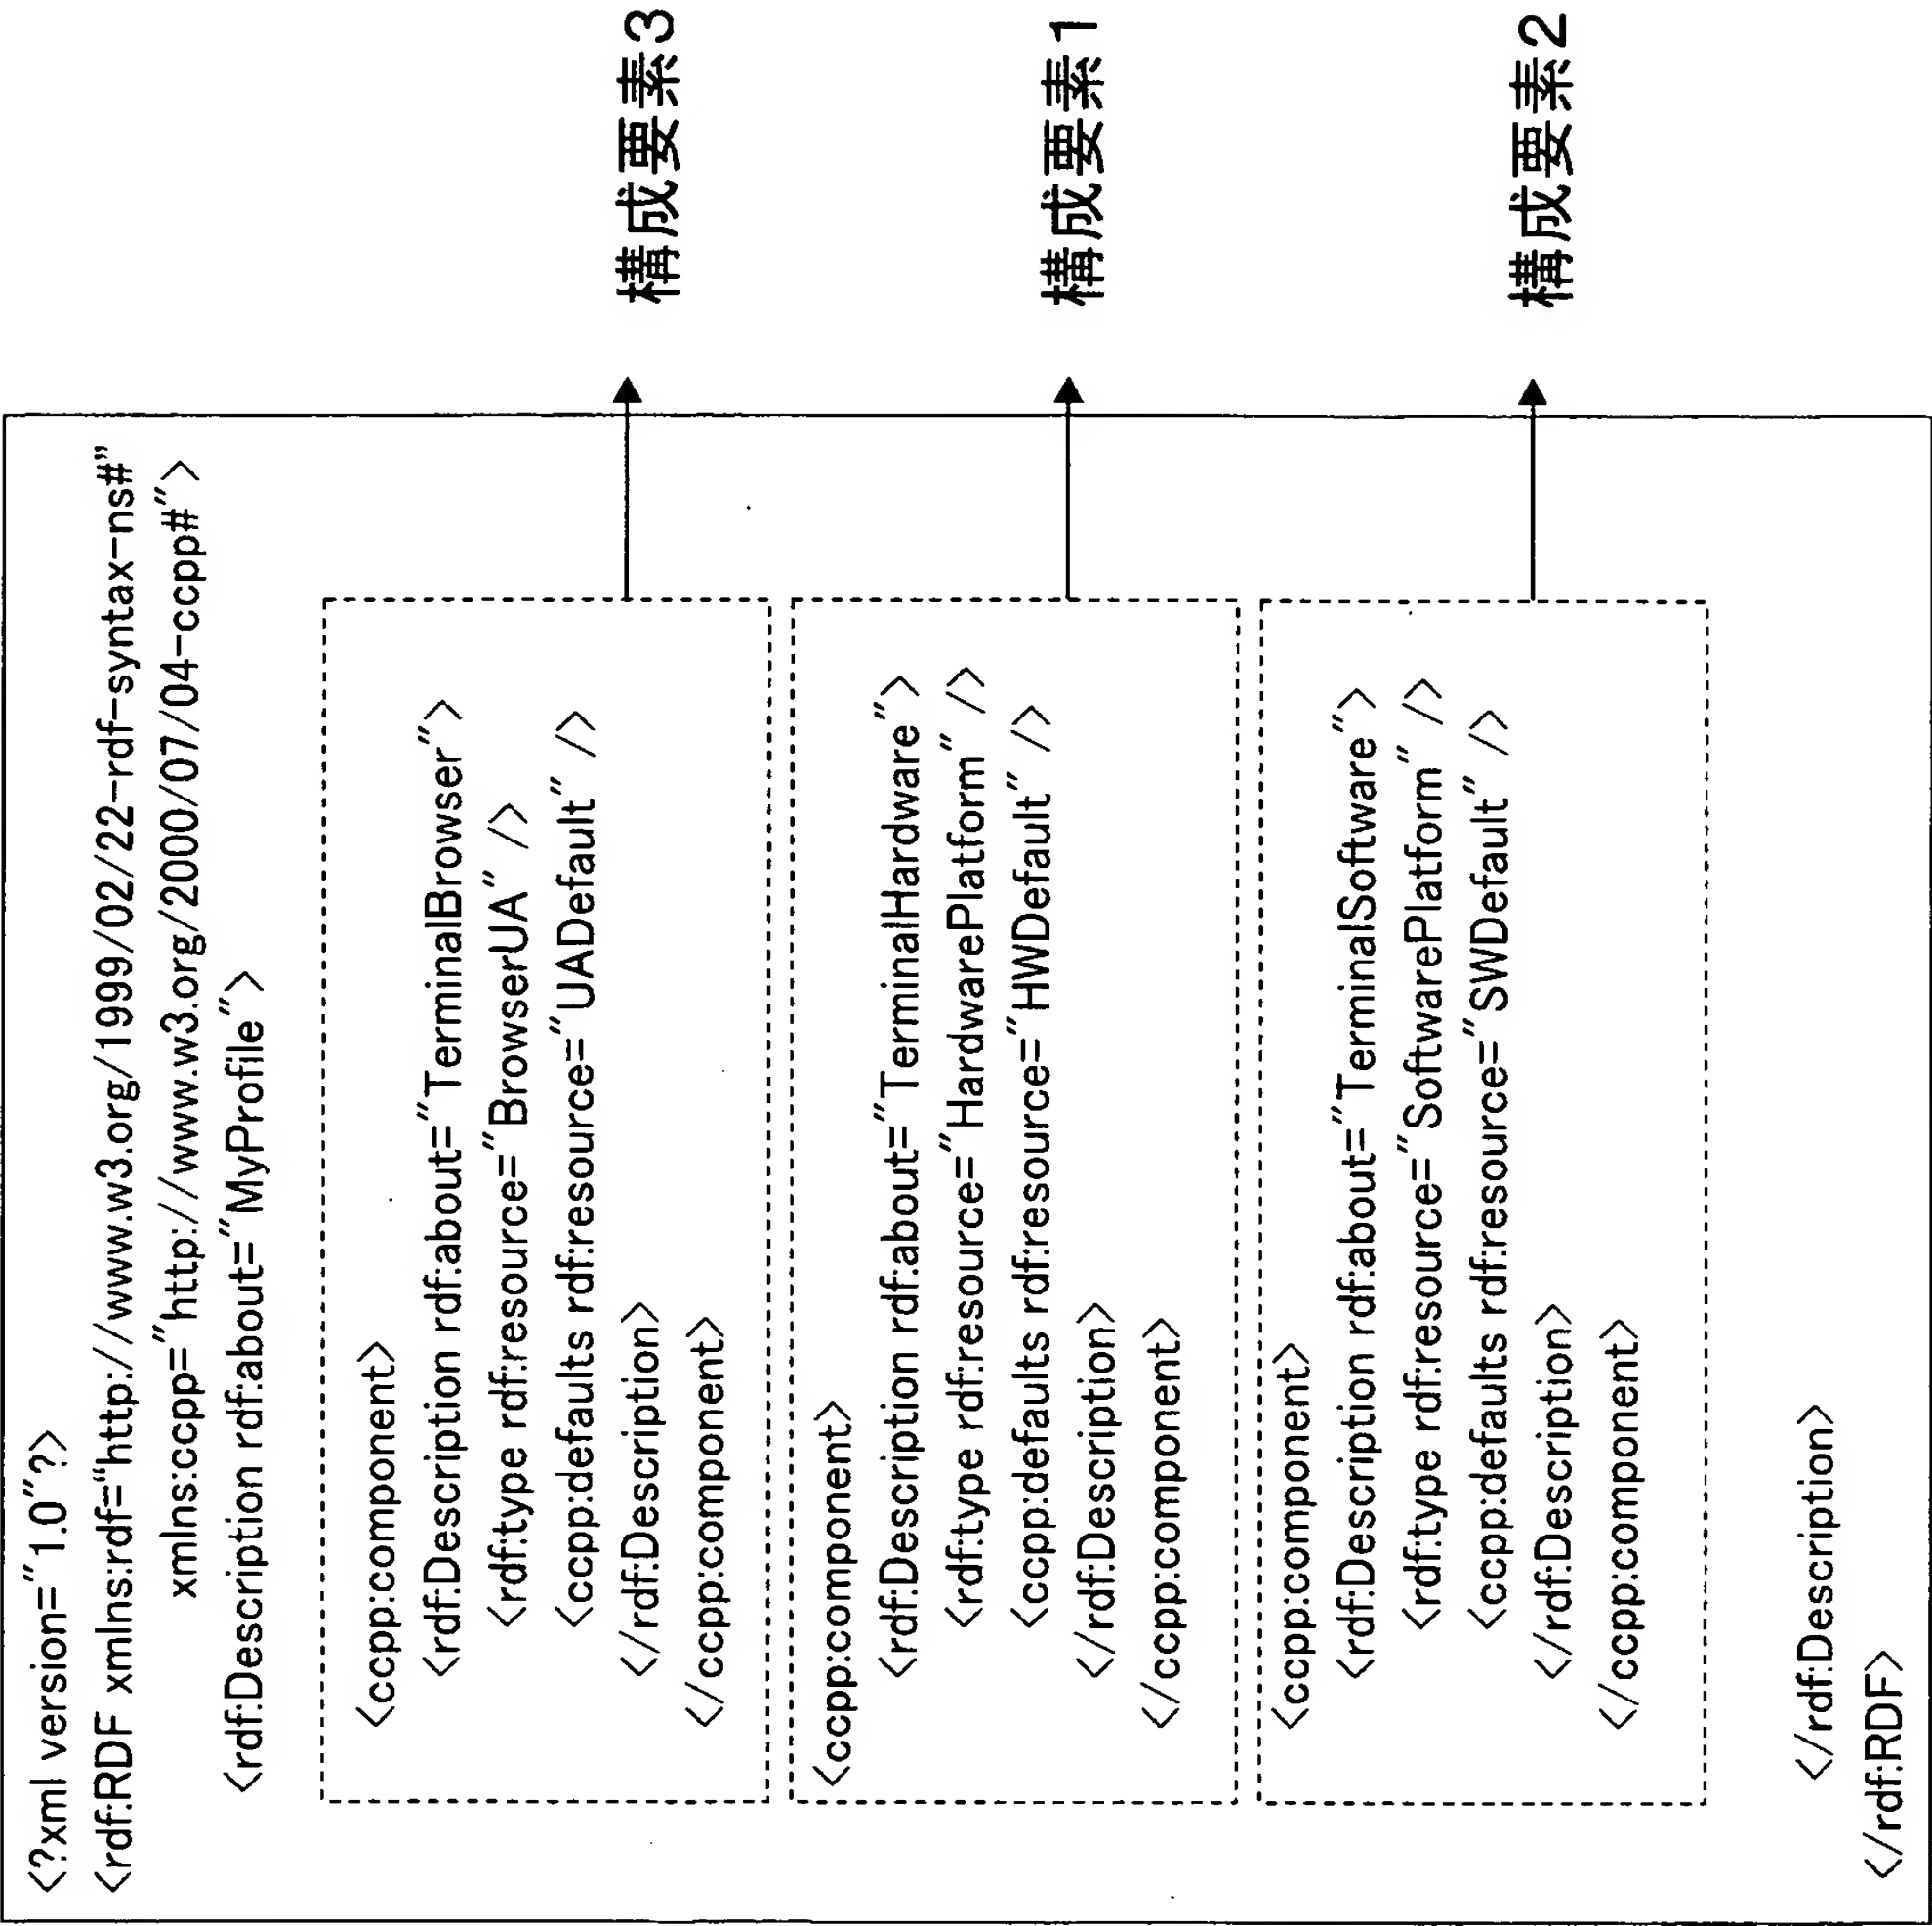 <?xml version="1.0"?>
<rdf:RDF xmlns:rdf="http://www.w3.org/1999/02/22-rdf-syntax-ns#"
xmlns:ccpp="http://www.w3.org/2000/07/04-ccpp#">
<rdf:Description rdf:about="MyProfile">
<ccpp:component>
<rdf:Description rdf:about="TerminalBrowser">
<rdf:type rdf:resource="BrowserUA" />
<ccpp:defaults rdf:resource="UADefault" />
</rdf:Description>
</ccpp:component>
構成要素3
<ccpp:component>
<rdf:Description rdf:about="TerminalHardware">
<rdf:type rdf:resource="HardwarePlatform" />
<ccpp:defaults rdf:resource="HWDefault" />
</rdf:Description>
</ccpp:component>
構成要素1
<ccpp:component>
<rdf:Description rdf:about="TerminalSoftware">
<rdf:type rdf:resource="SoftwarePlatform" />
<ccpp:defaults rdf:resource="SWDefault" />
</rdf:Description>
</ccpp:component>
構成要素2
</rdf:Description>
</rdf:RDF>